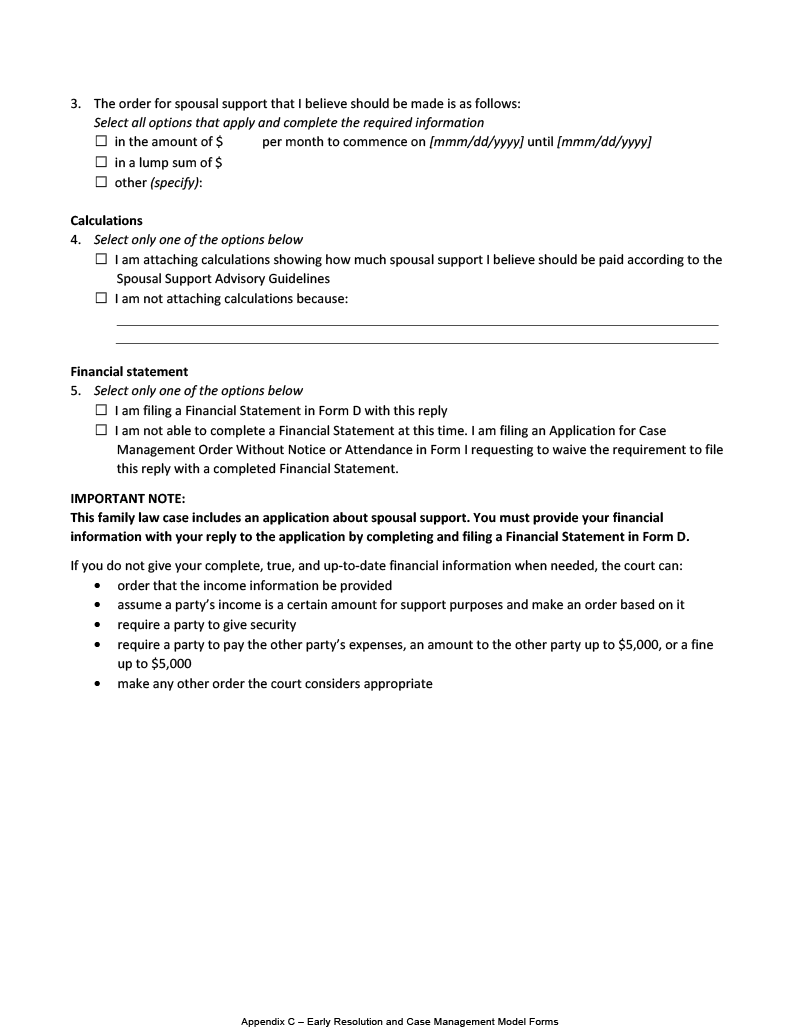 3. The order for spousal support that I believe should be made is as follows:
Select all options that apply and complete the required information
☐ in the amount of $ per month to commence on [mmm/dd/yyyy] until [mmm/dd/yyyy]
☐ in a lump sum of $
☐ other (specify):
Calculations
4. Select only one of the options below
☐ I am attaching calculations showing how much spousal support I believe should be paid according to the
Spousal Support Advisory Guidelines
☐ I am not attaching calculations because:
Financial statement
5. Select only one of the options below
☐ I am filing a Financial Statement in Form D with this reply
☐ I am not able to complete a Financial Statement at this time. I am filing an Application for Case
Management Order Without Notice or Attendance in Form I requesting to waive the requirement to file
this reply with a completed Financial Statement.
IMPORTANT NOTE:
This family law case includes an application about spousal support. You must provide your financial
information with your reply to the application by completing and filing a Financial Statement in Form D.
If you do not give your complete, true, and up-to-date financial information when needed, the court can:
• order that the income information be provided
• assume a party's income is a certain amount for support purposes and make an order based on it
• require a party to give security
• require a party to pay the other party's expenses, an amount to the other party up to $5,000, or a fine
up to $5,000
• make any other order the court considers appropriate
Appendix C – Early Resolution and Case Management Model Forms